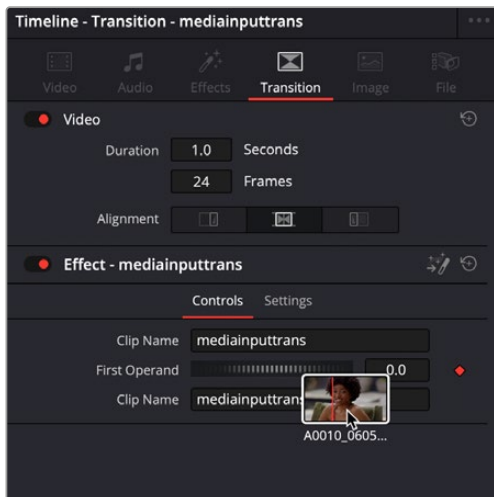 Timeline - Transition - mediainputtrans
Video Audio Effects Transition Image File
Video
Duration 1.0 Seconds
24 Frames
Alignment
Effect - mediainputtrans
Controls Settings
Clip Name mediainputtrans
First Operand 0.0
Clip Name mediainputtrans
A0010_0605...